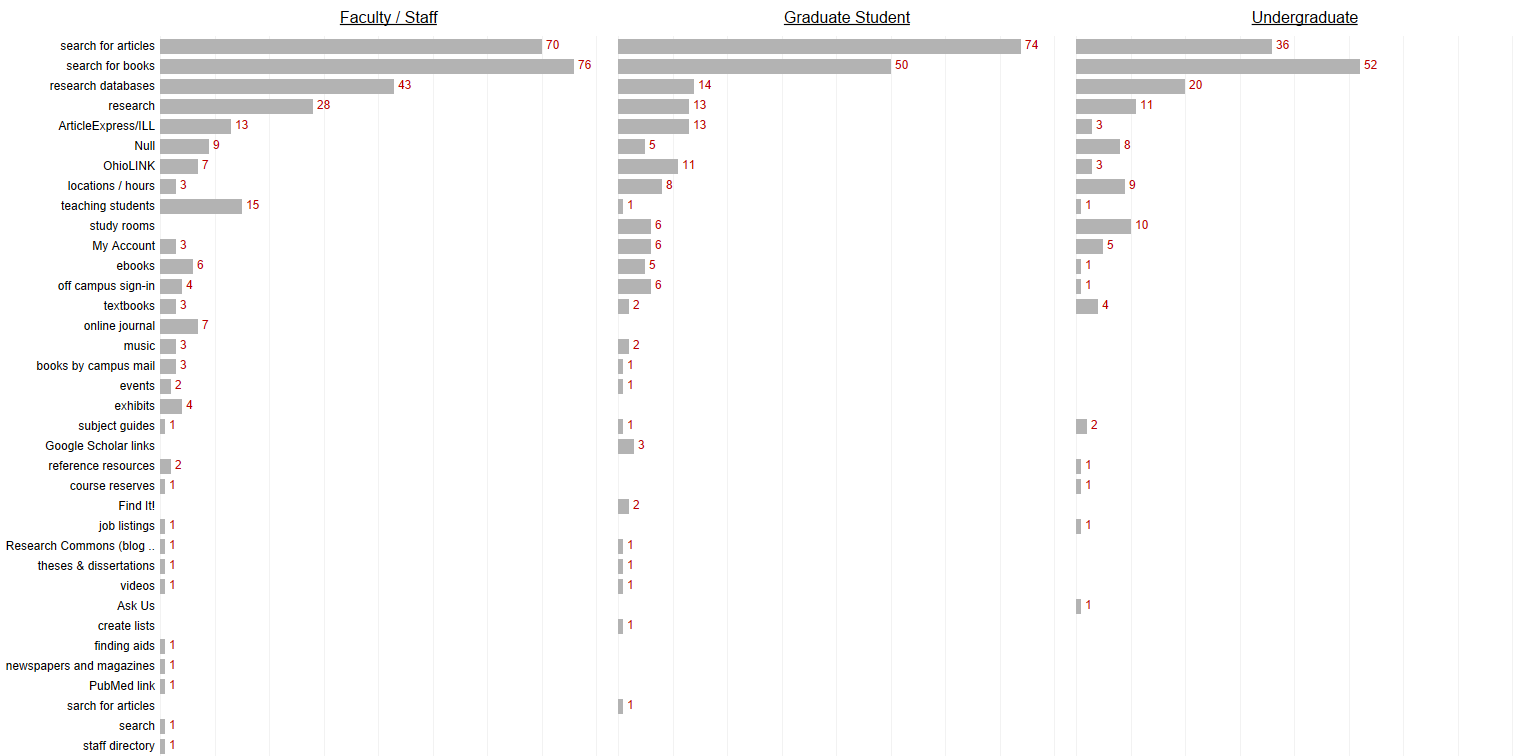 Faculty / Staff Graduate Student Undergraduate
search for articles 70 74 36
search for books 76 50 52
research databases 43 14 20
research 28 13 11
ArticleExpress/ILL 13 13 3
Null 9 5 8
OhioLINK 7 11 3
locations / hours 3 8 9
teaching students 15 1 1
study rooms 6 10
My Account 3 6 5
ebooks 6 5 1
off campus sign-in 4 6 1
textbooks 3 2 4
online journal 7
music 3 2
books by campus mail 3 1
events 2 1
exhibits 4
subject guides 1 1 2
Google Scholar links 3
reference resources 2 1
course reserves 1 1
Find It! 2
job listings 1 1
Research Commons (blog .. 1 1
theses & dissertations 1 1
videos 1 1
Ask Us 1
create lists 1
finding aids 1
newspapers and magazines 1
PubMed link 1
sarch for articles 1
search 1
staff directory 1